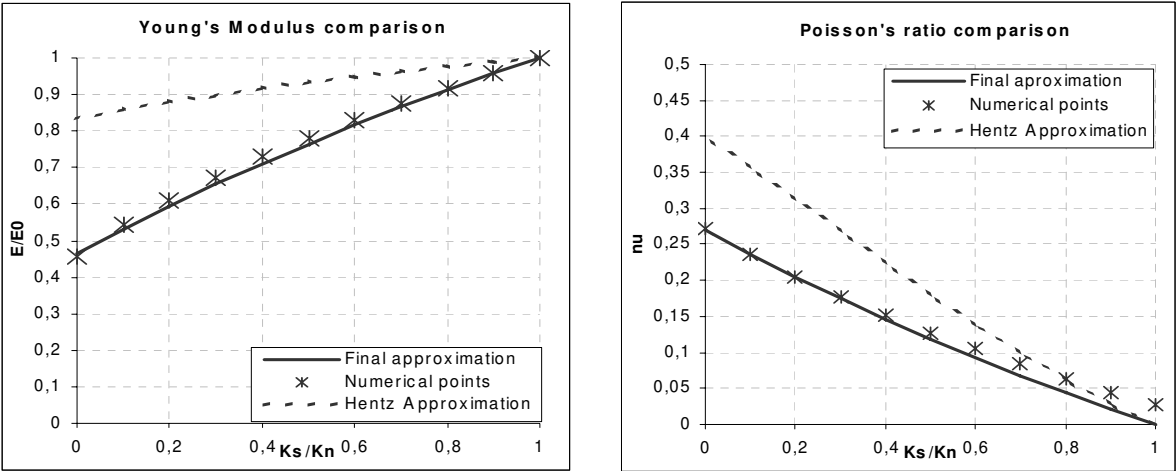 Young's Modulus comparison
E/E0
1
0,9
0,8
0,7
0,6
0,5
0,4
0,3
0,2
0,1
0
Final approximation
Numerical points
Hentz Approximation
0 0,2 0,4 0,6 0,8 1
Ks/Kn
Poisson's ratio comparison
nu
0,5
0,45
0,4
0,35
0,3
0,25
0,2
0,15
0,1
0,05
0
Final aproximation
Numerical points
Hentz Approximation
0 0,2 0,4 0,6 0,8 1
Ks/Kn